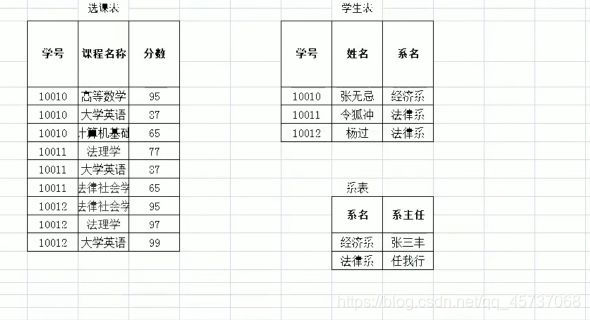 选课表
学号 课程名称 分数
10010 高等数学 95
10010 大学英语 87
10010 计算机基础 65
10011 法理学 77
10011 大学英语 87
10011 法律社会学 65
10012 法律社会学 95
10012 法理学 97
10012 大学英语 99
学生表
学号 姓名 系名
10010 张无忌 经济系
10011 令狐冲 法律系
10012 杨过 法律系
系表
系名 系主任
经济系 张三丰
法律系 任我行
https://blog.csdn.net/qq_45737068